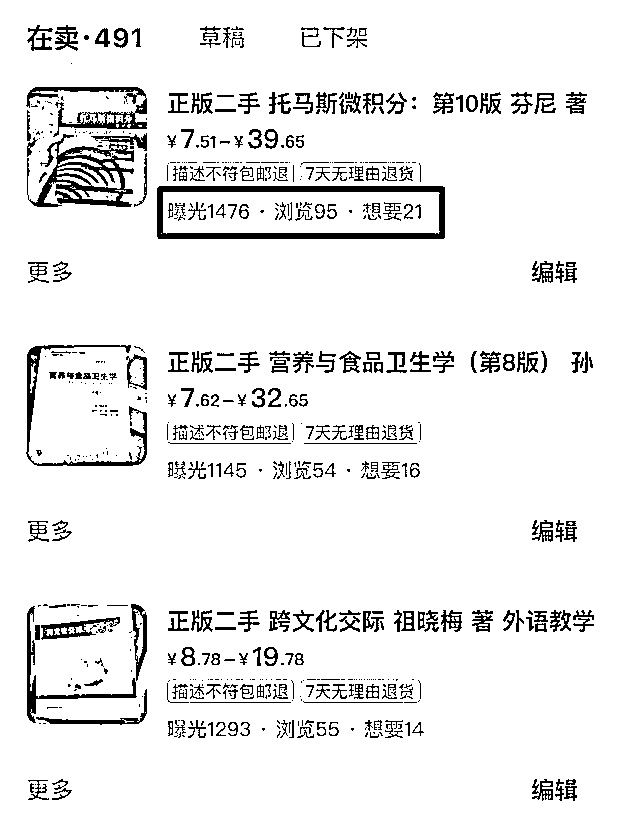 在卖·491 草稿 已下架
正版二手 托马斯微积分：第10版 芬尼 著
¥7.51-¥39.65
描述不符包邮退 7天无理由退货
曝光1476 · 浏览95 · 想要21
更多 编辑
营养与食品卫生学
正版二手 营养与食品卫生学（第8版） 孙
¥7.62-¥32.65
描述不符包邮退 7天无理由退货
曝光1145 · 浏览54 · 想要16
更多 编辑
正版二手 跨文化交际 祖晓梅 著 外语教学
¥8.78-¥19.78
描述不符包邮退 7天无理由退货
曝光1293 · 浏览55 · 想要14
更多 编辑